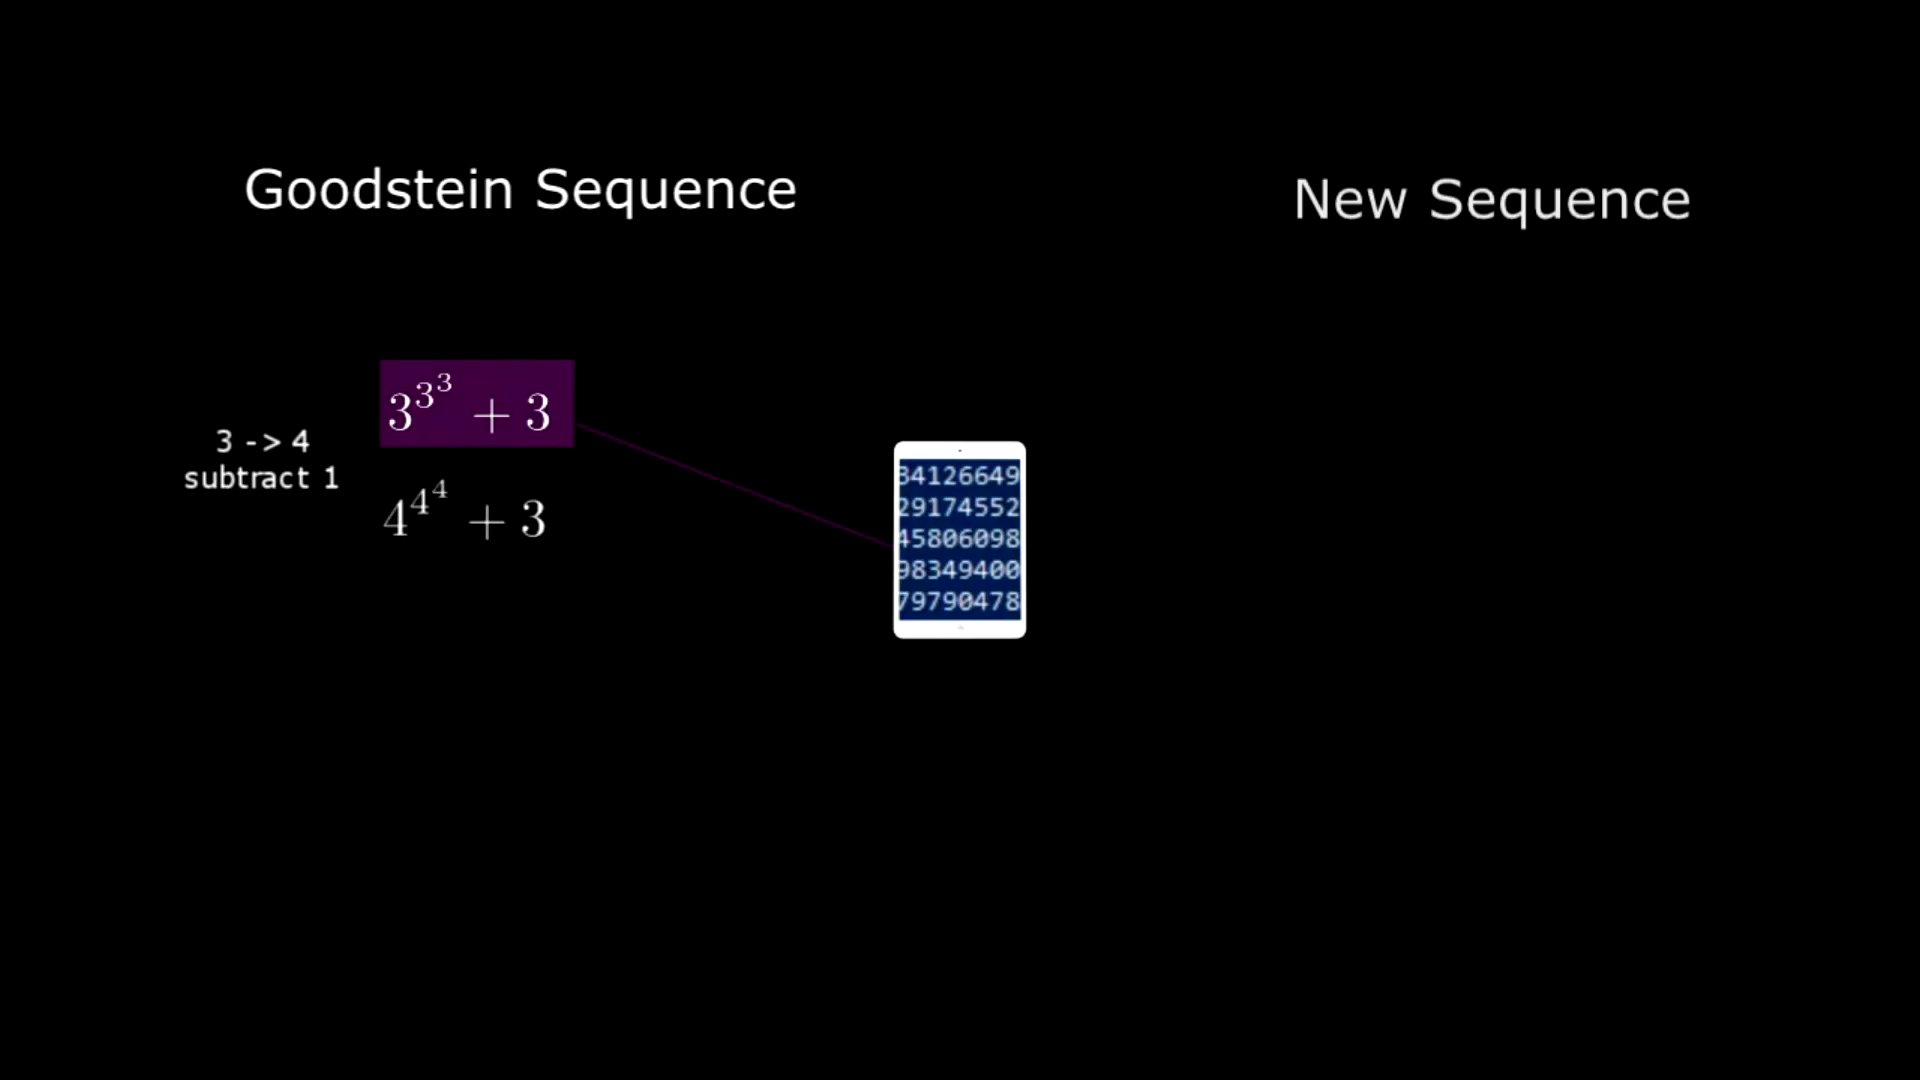 Goodstein Sequence
New Sequence
3^{3^3} + 3
3 -> 4
subtract 1
4^{4^4} + 3
34126649
29174552
45806098
98349400
79790478